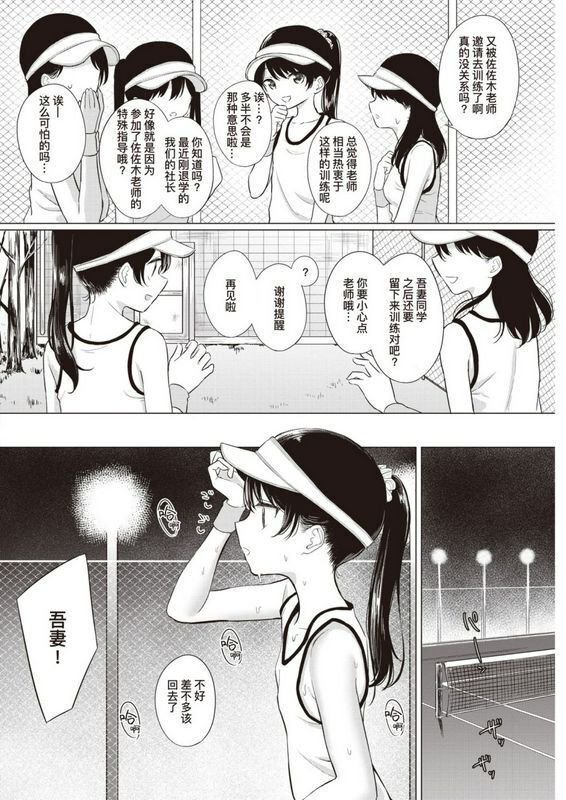 又被佐佐木老师
邀请去训练了啊
真的没关系吗?
总觉得老师
相当热衷于
这样的训练呢
诶…?
多半不会是
那种意思啦…
你知道吗?
最近刚退学的
我们的社长
好像就是因为
参加了佐佐木老师的
特殊指导哦?
诶—
这么可怕的吗…
吾妻同学
之后还要
留下来训练对吧?
你要小心点
老师哦…
?
谢谢提醒
再见啦
哈啊
哈啊
哈啊
哈啊
不好
差不多该
回去了
吾妻!